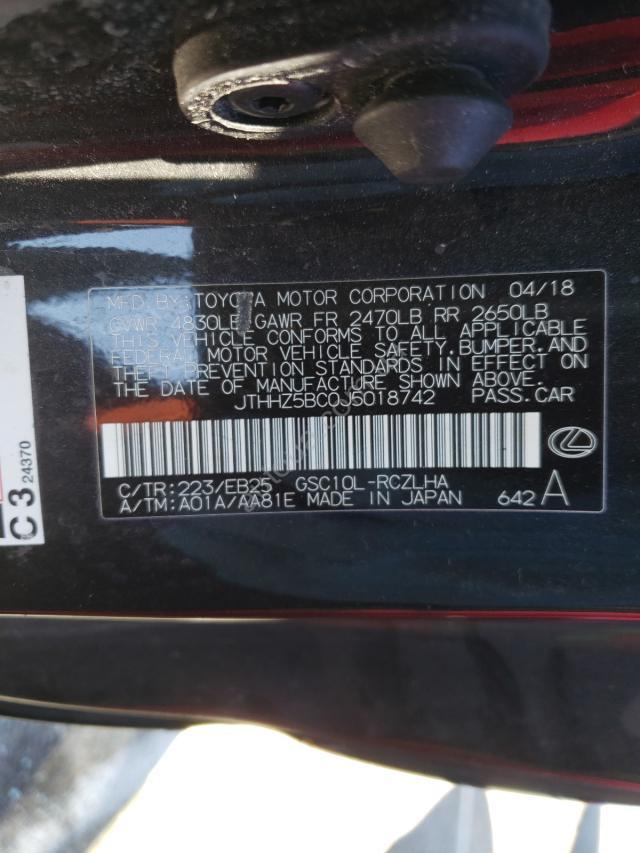 MFD.BY:TOYOTA MOTOR CORPORATION 04/18
GVWR 4830LB GAWR FR 2470LB RR 2650LB
THIS VEHICLE CONFORMS TO ALL APPLICABLE
FEDERAL MOTOR VEHICLE SAFETY,BUMPER,AND
THEFT PREVENTION STANDARDS IN EFFECT ON
THE DATE OF MANUFACTURE SHOWN ABOVE.
JTHHZ5BC0J5018742 PASS.CAR
C/TR:223/EB25 GSC10L-RCZLHA
A/TM:A01A/AA81E MADE IN JAPAN 642 A
C3
24370